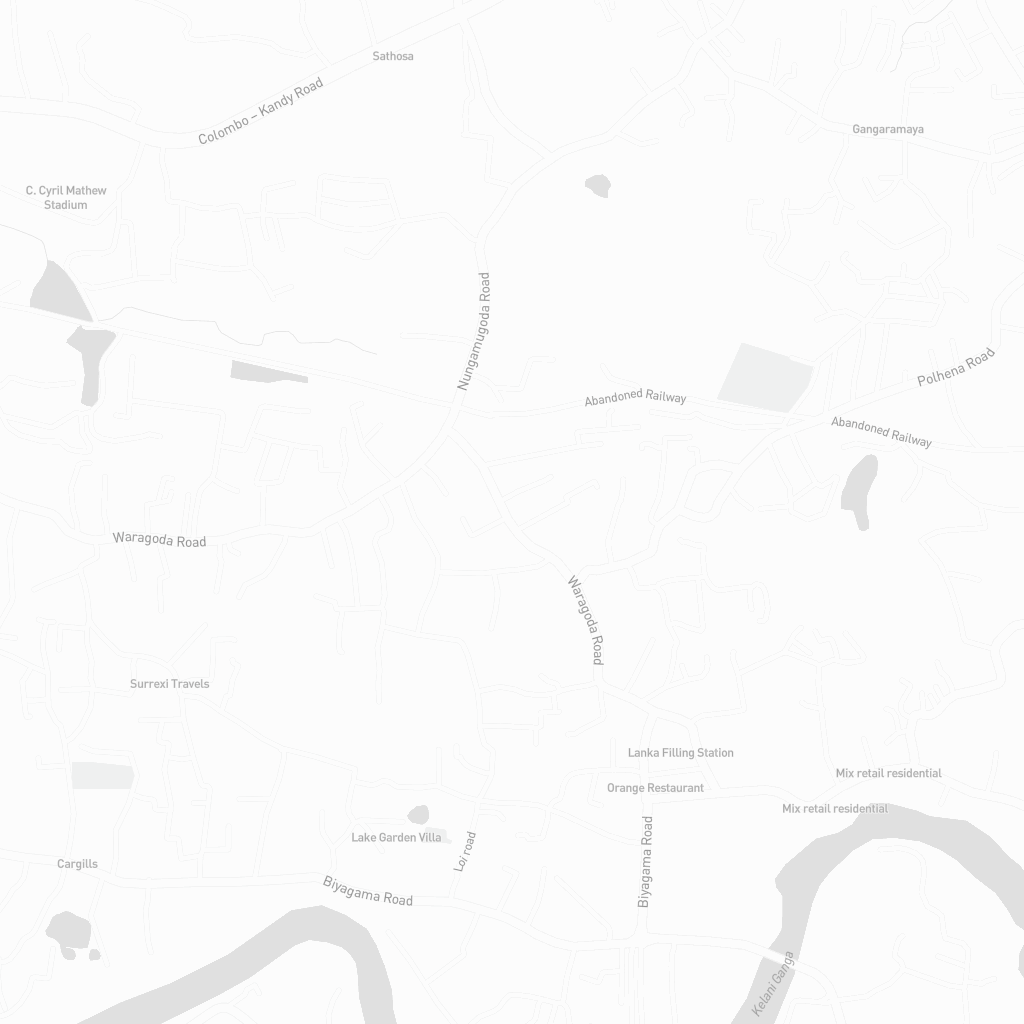 Sathosa
Colombo – Kandy Road
Gangaramaya
C. Cyril Mathew
Stadium
Nungamugoda Road
Polhena Road
Abandoned Railway
Abandoned Railway
Waragoda Road
Waragoda Road
Surrexi Travels
Lanka Filling Station
Mix retail residential
Orange Restaurant
Mix retail residential
Lake Garden Villa
Loi road
Biyagama Road
Cargills
Biyagama Road
Kelani Ganga